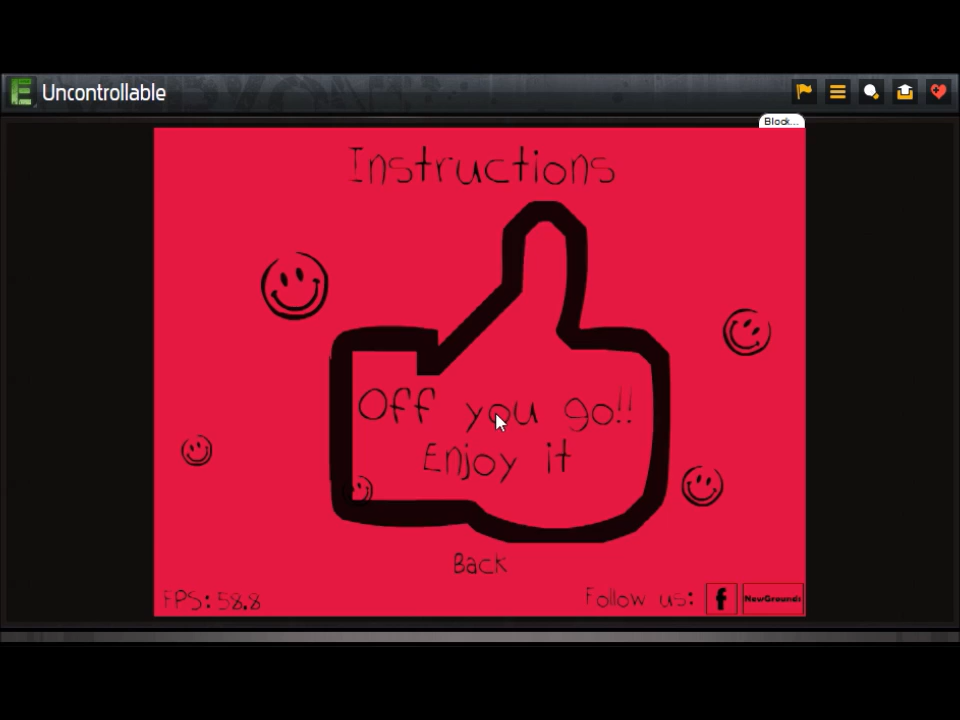 Uncontrollable
Block...
Instructions
Off you go!!
Enjoy it
Back
FPS: 58.8
Follow us: f NewGrounds